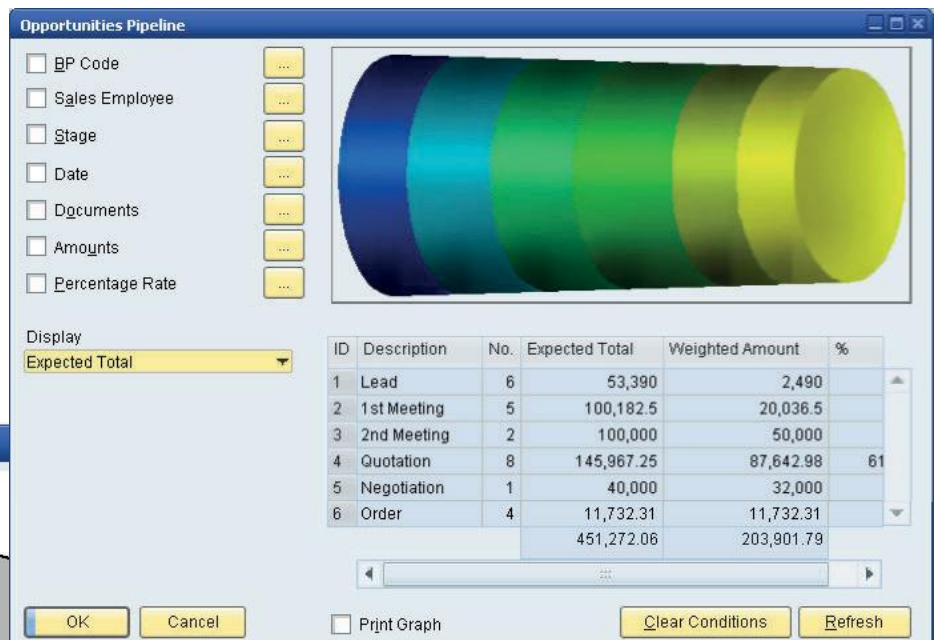 Opportunities Pipeline
BP Code ...
Sales Employee ...
Stage ...
Date ...
Documents ...
Amounts ...
Percentage Rate ...
Display
Expected Total
ID Description No. Expected Total Weighted Amount %
1 Lead 6 53,390 2,490
2 1st Meeting 5 100,182.5 20,036.5
3 2nd Meeting 2 100,000 50,000
4 Quotation 8 145,967.25 87,642.98 61
5 Negotiation 1 40,000 32,000
6 Order 4 11,732.31 11,732.31
451,272.06 203,901.79
OK Cancel Print Graph Clear Conditions Refresh